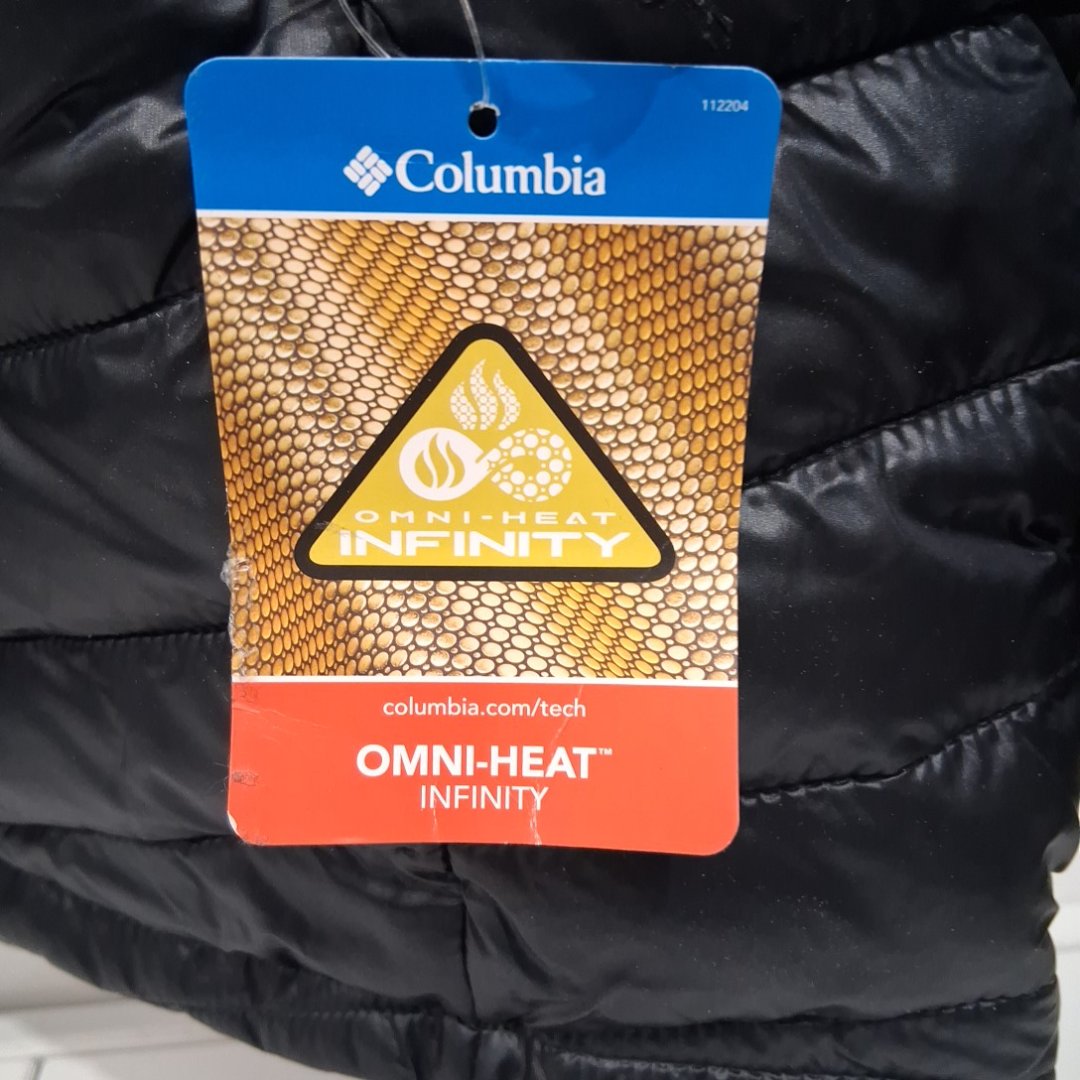 112204
Columbia
OMNI-HEAT
INFINITY
columbia.com/tech
OMNI-HEAT™
INFINITY